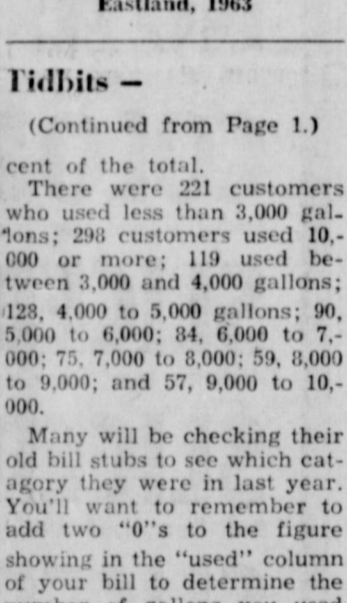 Eastland, 1963
Tidbits —
(Continued from Page 1.)
cent of the total.
There were 221 customers
who used less than 3,000 gal-
lons; 298 customers used 10,-
000 or more; 119 used be-
tween 3,000 and 4,000 gallons;
128, 4,000 to 5,000 gallons; 90,
5,000 to 6,000; 84, 6,000 to 7,-
000; 75, 7,000 to 8,000; 59, 8,000
to 9,000; and 57, 9,000 to 10,-
000.
Many will be checking their
old bill stubs to see which cat-
agory they were in last year.
You'll want to remember to
add two "0"s to the figure
showing in the "used" column
of your bill to determine the
number of gallons you used